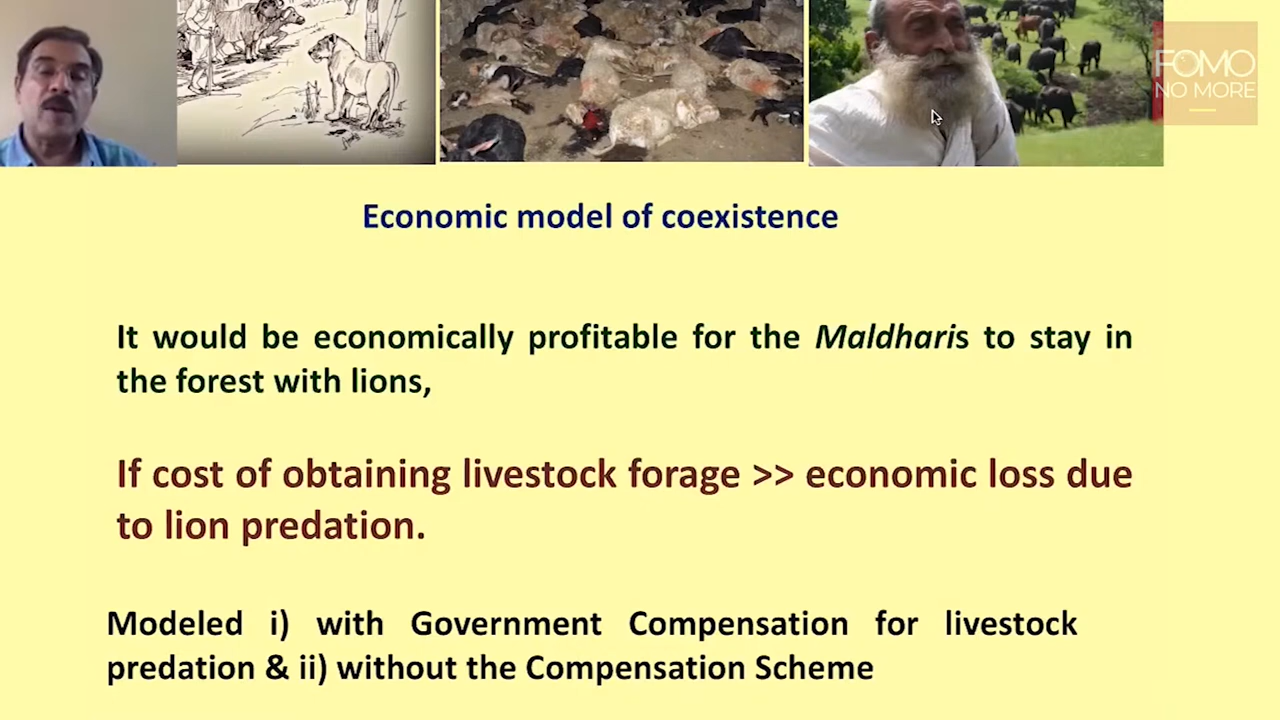 FOMO
NO MORE
Economic model of coexistence
It would be economically profitable for the Maldharis to stay in
the forest with lions,
If cost of obtaining livestock forage >> economic loss due
to lion predation.
Modeled i) with Government Compensation for livestock
predation & ii) without the Compensation Scheme